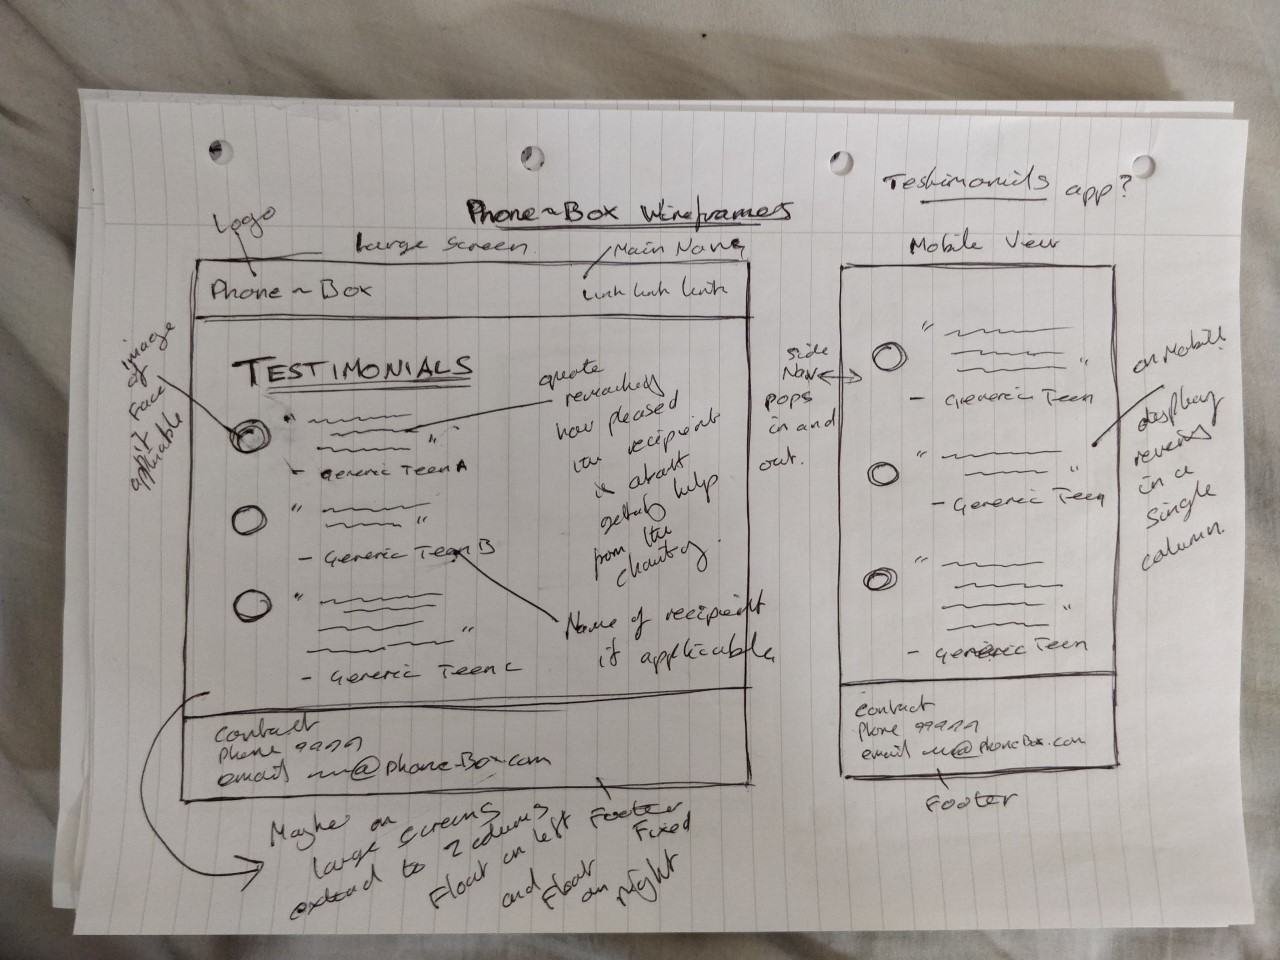 Testimonials app?
Phone~Box Wireframes
Logo
Large Screen.
Main Nav
Mobile View
Phone~Box
Link Link Link
image
of
Face
if
applicable
TESTIMONIALS
"
"
- Generic Teen A
"
"
- Generic Teen B
"
"
- Generic Teen C
quote
remarking
how pleased
the recipient
is about
getting help
from the
charity.
Name of recipient
if applicable
side
Nav
pops
in and
out.
"
"
- Generic Teen
"
"
- Generic Teen
"
"
- Generic Teen
on Mobile
display
reviews
in a
single
column.
Contact
Phone 99999
email @Phone-Box.com
Contact
Phone 99999
email @PhoneBox.com
Footer
Fixed
Footer
Maybe on
large screens
extend to 2 columns
Float on left
and Float
on right